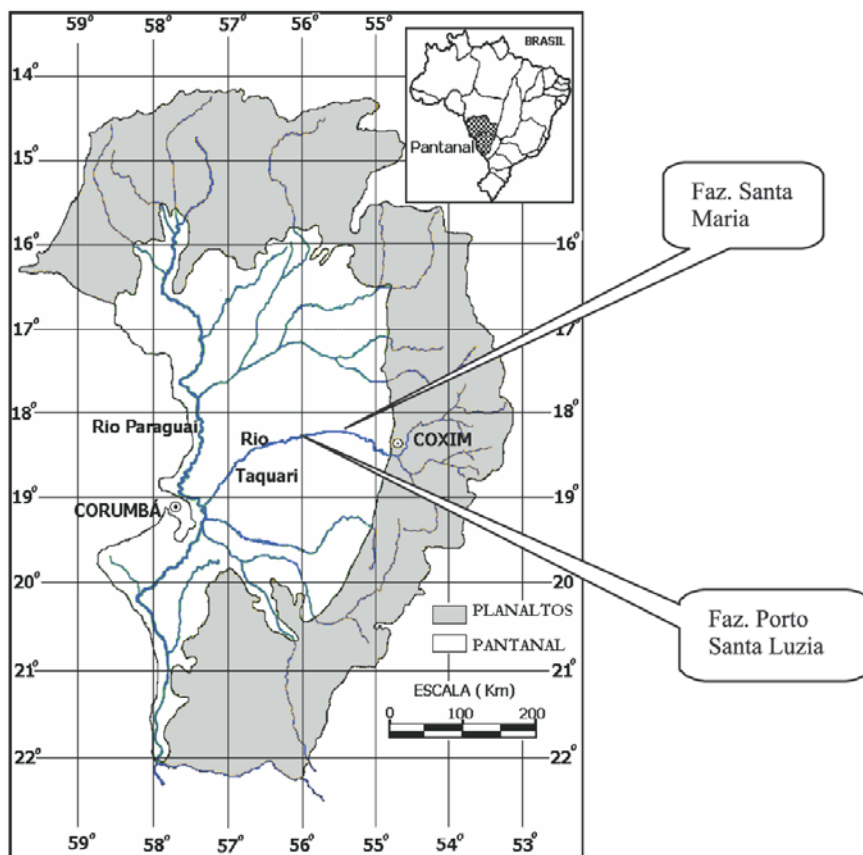 59° 58° 57° 56° 55°
BRASIL
Pantanal
14°
15°
16° 16°
17° 17°
18° 18°
19° 19°
20° 20°
21° 21°
22° 22°
Faz. Santa
Maria
Rio Paraguai
Rio
Taquari
COXIM
CORUMBÁ
PLANALTOS
PANTANAL
Faz. Porto
Santa Luzia
ESCALA ( Km)
0 100 200
59° 58° 57° 56° 55° 54° 53°